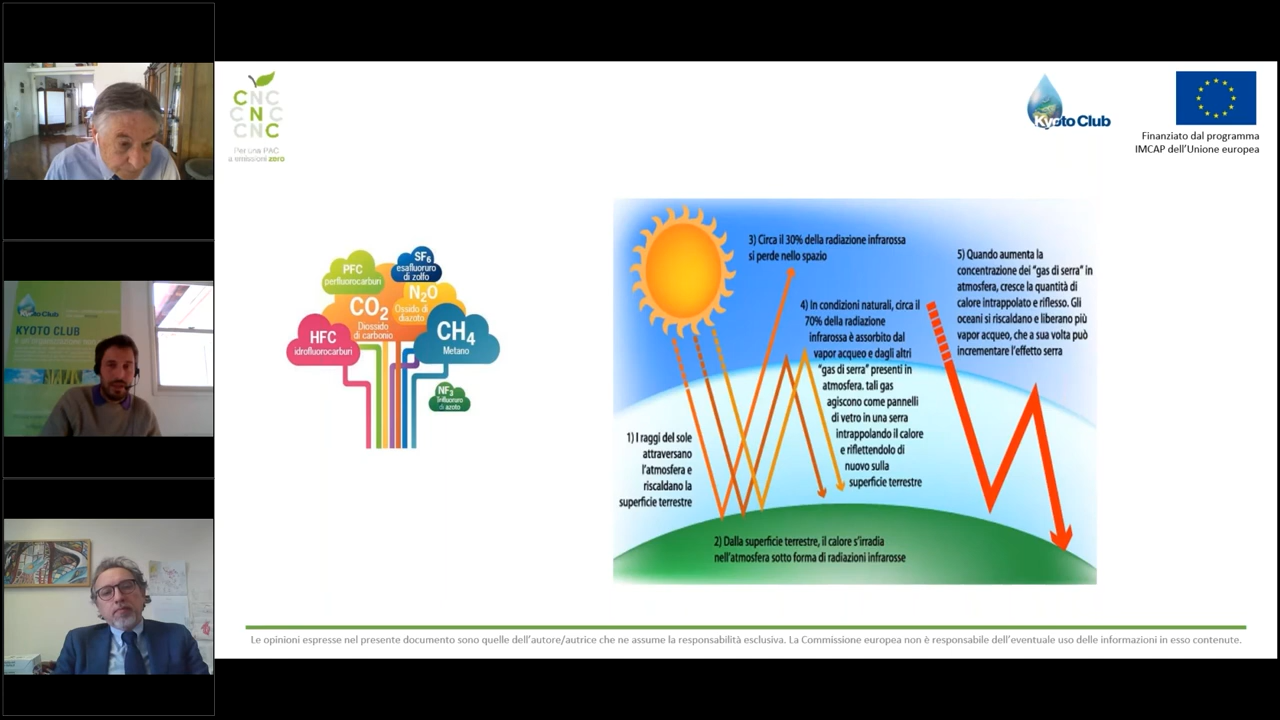 CNC
CNC
CNC
Per una PAC
a emissioni zero
Kyoto Club
Finanziato dal programma
IMCAP dell'Unione europea
PFC
perfluorocarburi
SF6
esafluoruro
di zolfo
CO2
Diossido
di carbonio
N2O
Ossido di
diazoto
HFC
idrofluorocarburi
CH4
Metano
NF3
Trifluoruro
di azoto
3) Circa il 30% della radiazione infrarossa
si perde nello spazio
4) In condizioni naturali, circa il
70% della radiazione
infrarossa è assorbito dal
vapor acqueo e dagli altri
"gas di serra" presenti in
atmosfera. tali gas
agiscono come pannelli
di vetro in una serra
intrappolando il calore
e riflettendolo di
nuovo sulla
superficie terrestre
5) Quando aumenta la
concentrazione dei "gas di serra" in
atmosfera, cresce la quantità di
calore intrappolato e riflesso. Gli
oceani si riscaldano e liberano più
vapor acqueo, che a sua volta può
incrementare l'effetto serra
1) I raggi del sole
attraversano
l'atmosfera e
riscaldano la
superficie terrestre
2) Dalla superficie terrestre, il calore s'irradia
nell'atmosfera sotto forma di radiazioni infrarosse
Le opinioni espresse nel presente documento sono quelle dell'autore/autrice che ne assume la responsabilità esclusiva. La Commissione europea non è responsabile dell'eventuale uso delle informazioni in esso contenute.
Kyoto Club
KYOTO CLUB